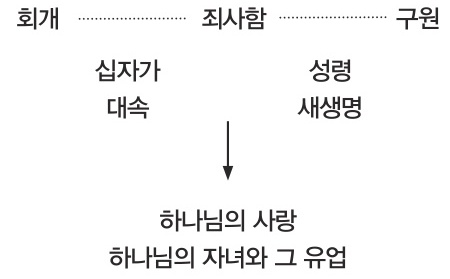 회개 죄사함 구원
십자가 성령
대속 새생명
하나님의 사랑
하나님의 자녀와 그 유업